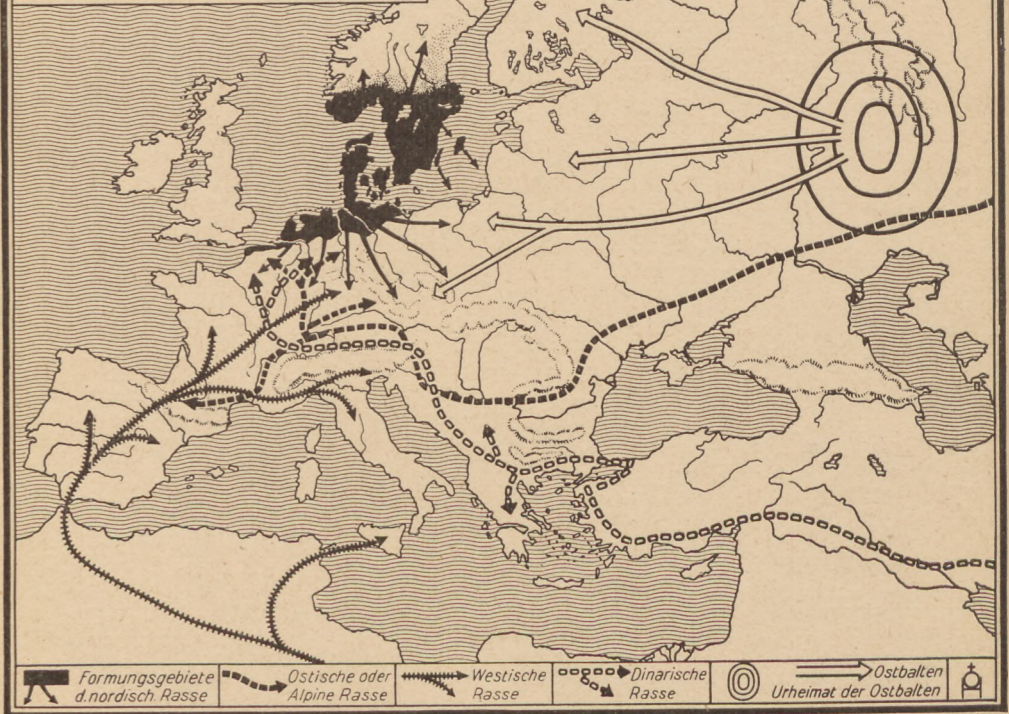 Formungsgebiete
d.nordisch. Rasse
Ostische oder
Alpine Rasse
Westische
Rasse
Dinarische
Rasse
Ostbalten
Urheimat der Ostbalten